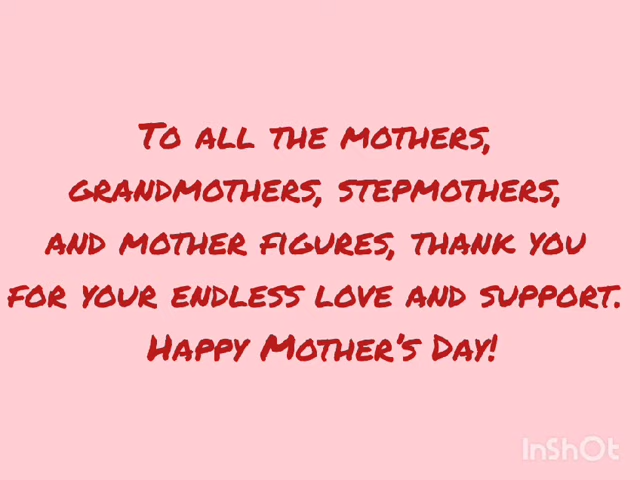 To all the mothers,
grandmothers, stepmothers,
and mother figures, thank you
for your endless love and support.
Happy Mother's Day!
InShOt